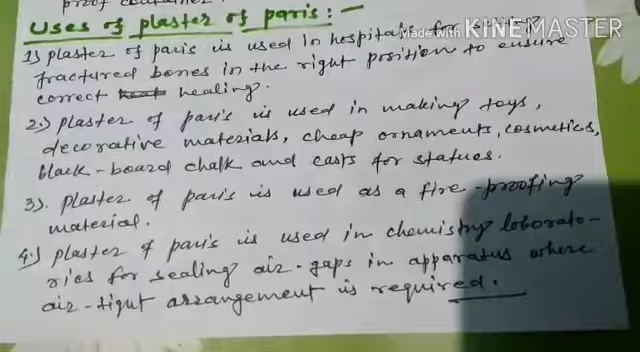 proof container
Uses of plaster of paris :-
Made with KINEMASTER
1) plaster of paris is used in hospitals for setting
fractured bones in the right position to ensure
correct healing.
2.) plaster of paris is used in making toys,
decorative materials, cheap ornaments, cosmetics,
black-board chalk and casts for statues.
3). plaster of paris is used as a fire-proofing
material.
4.) plaster of paris is used in chemistry loborato-
ries for sealing air-gaps in apparatus where
air-tight arrangement is required.